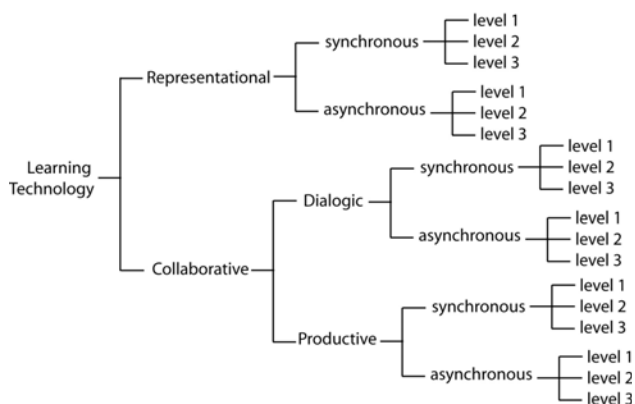 Learning
Technology
Representational
synchronous
level 1
level 2
level 3
asynchronous
level 1
level 2
level 3
Collaborative
Dialogic
synchronous
level 1
level 2
level 3
asynchronous
level 1
level 2
level 3
Productive
synchronous
level 1
level 2
level 3
asynchronous
level 1
level 2
level 3